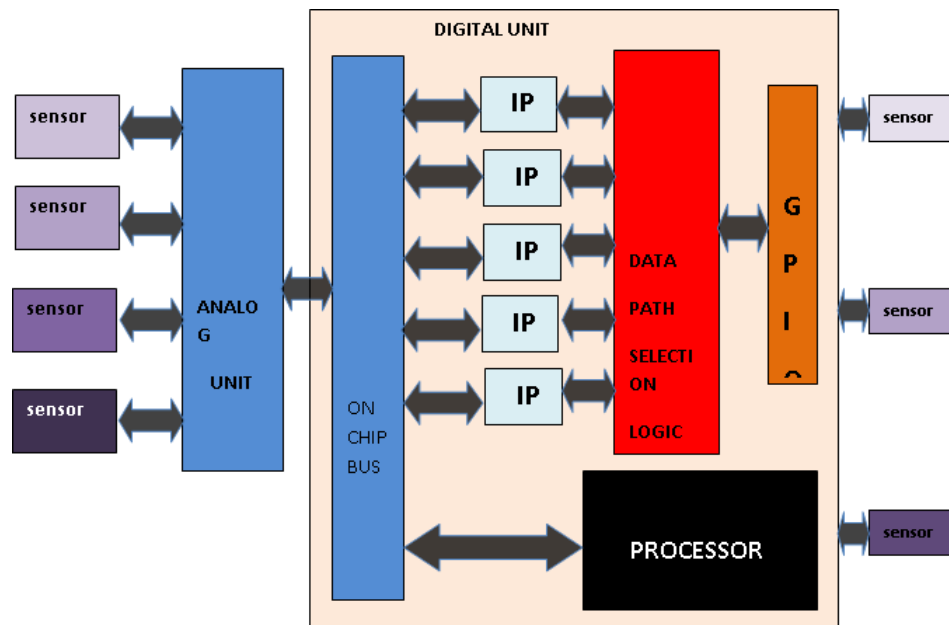 DIGITAL UNIT
sensor
sensor
sensor
sensor
ANALO
G
UNIT
ON
CHIP
BUS
IP
IP
IP
IP
IP
DATA
PATH
SELECTI
ON
LOGIC
G
P
I
PROCESSOR
sensor
sensor
sensor